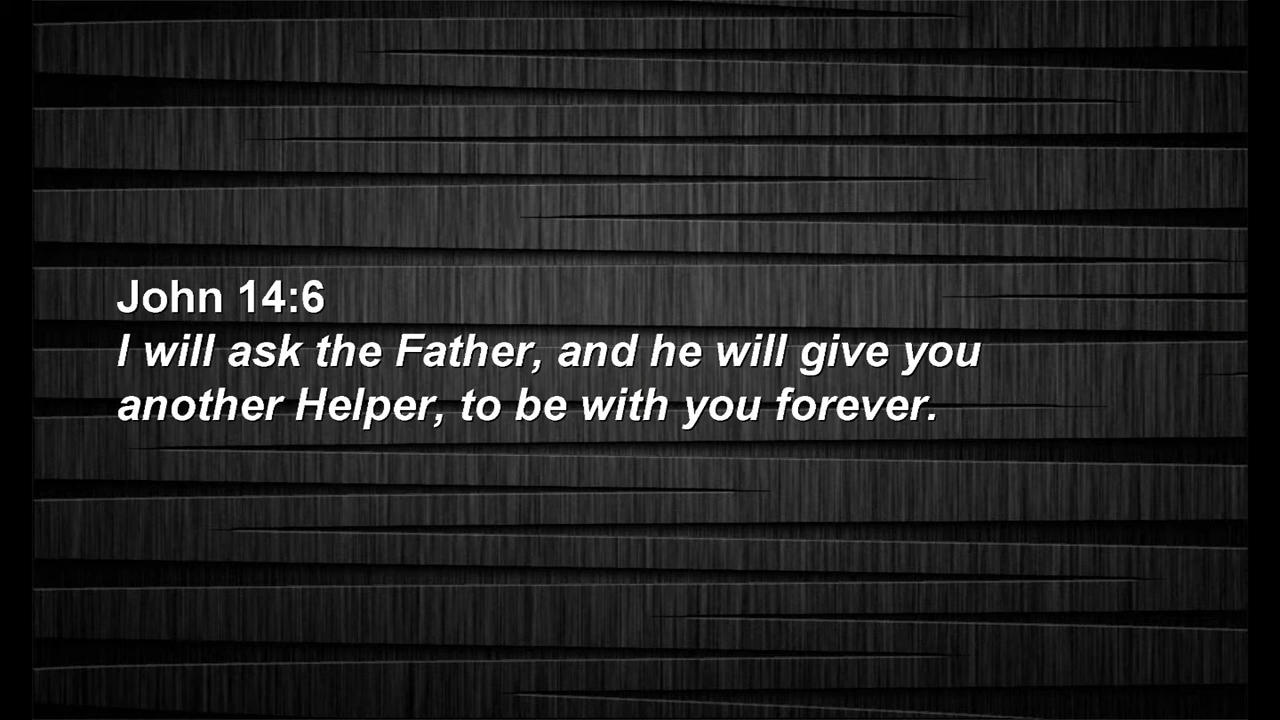 John 14:6
I will ask the Father, and he will give you
another Helper, to be with you forever.